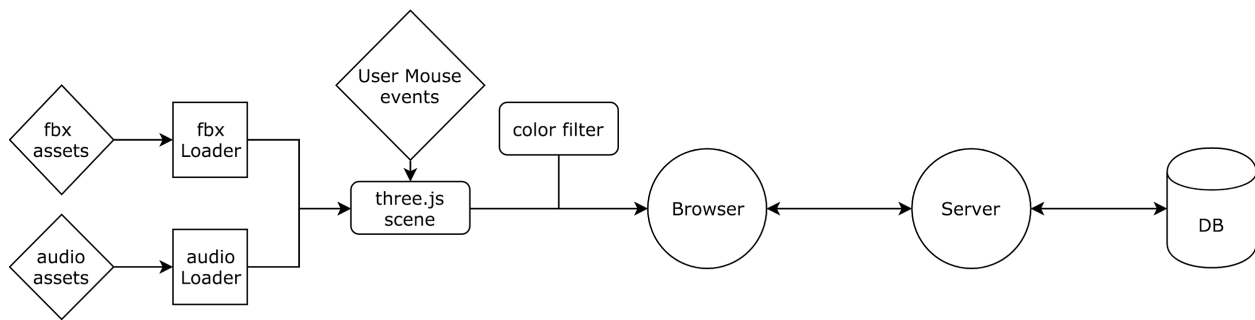 fbx
assets
fbx
Loader
User Mouse
events
color filter
three.js
scene
Browser
Server
DB
audio
assets
audio
Loader